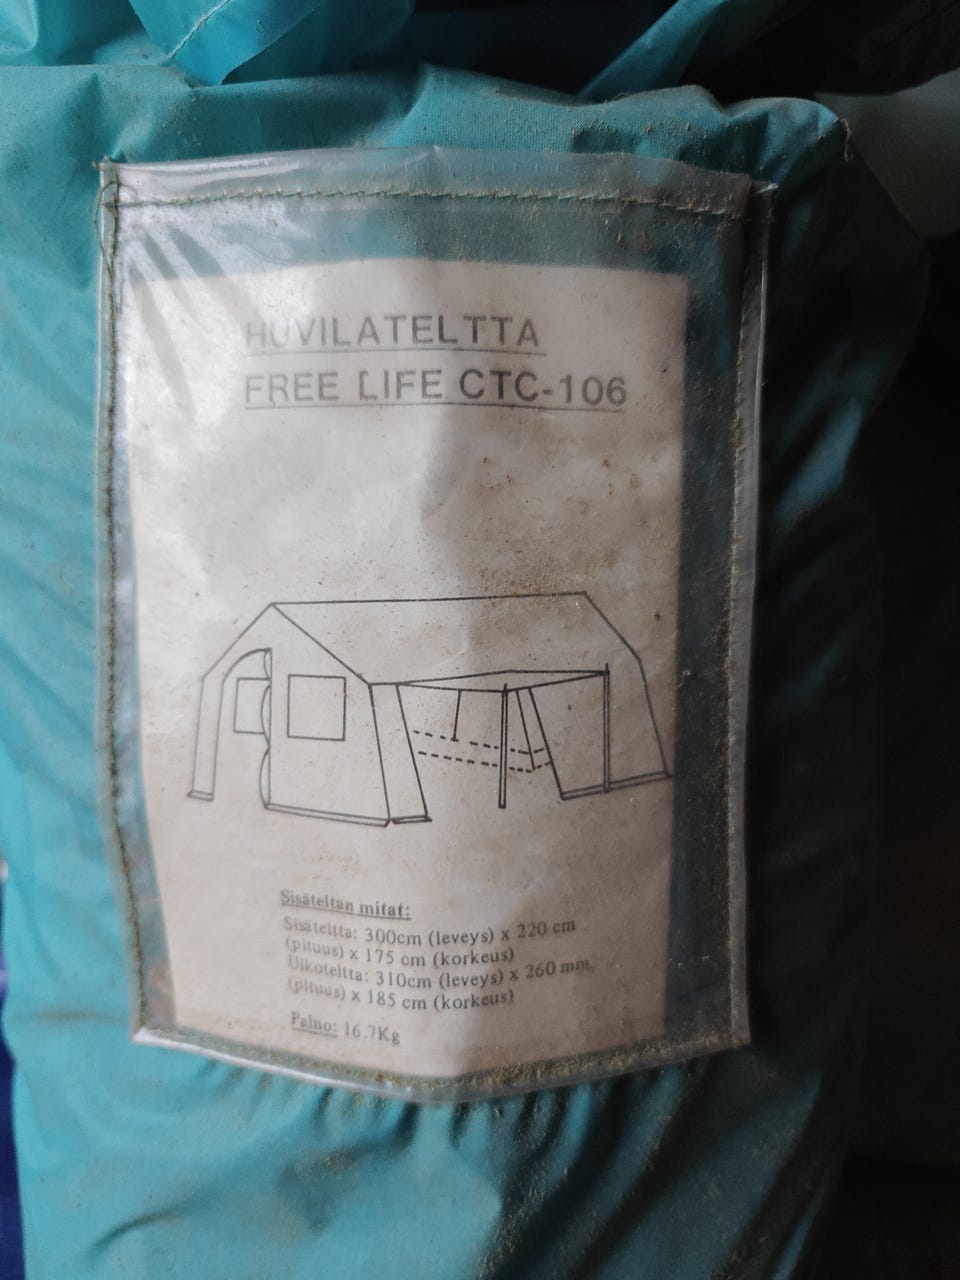 HUVILATELTTA
FREE LIFE CTC-106
Sisäteltan mitat:
Sisäteltta: 300cm (leveys) x 220 cm
(pituus) x 175 cm (korkeus)
Ulkoteltta: 310cm (leveys) x 260 mm
(pituus) x 185 cm (korkeus)
Paino: 16.7Kg